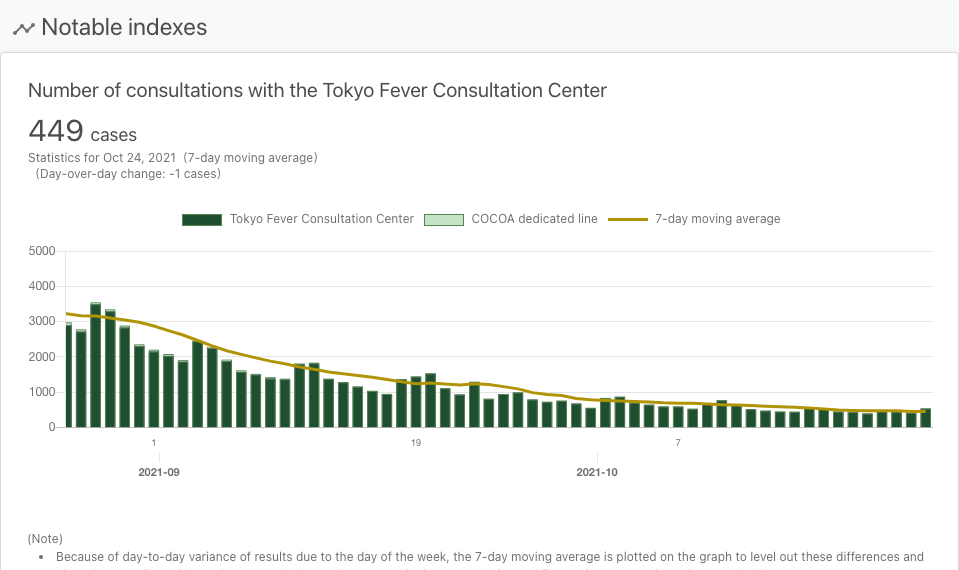 Notable indexes
Number of consultations with the Tokyo Fever Consultation Center
449 cases
Statistics for Oct 24, 2021 (7-day moving average)
(Day-over-day change: -1 cases)
Tokyo Fever Consultation Center COCOA dedicated line 7-day moving average
5000
4000
3000
2000
1000
0
1 19 7
2021-09 2021-10
(Note)
• Because of day-to-day variance of results due to the day of the week, the 7-day moving average is plotted on the graph to level out these differences and